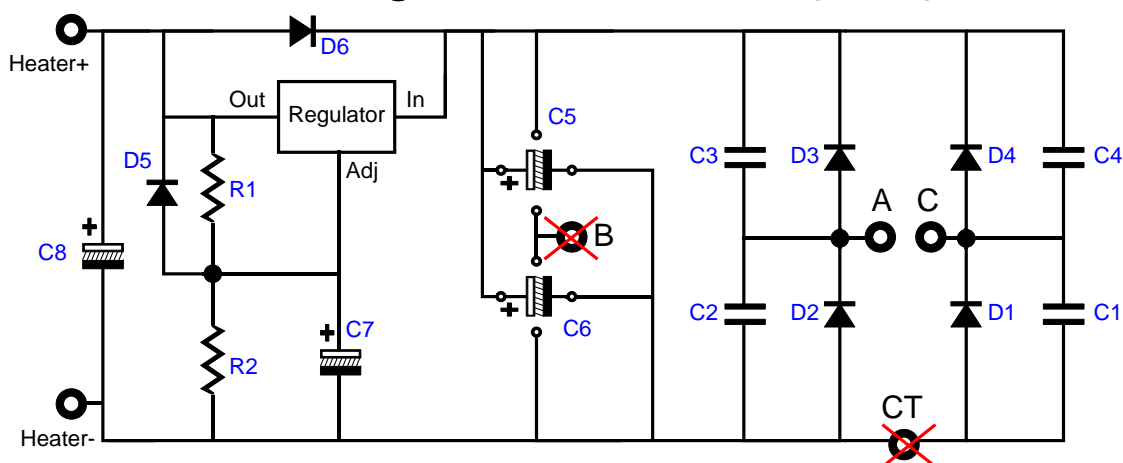 Heater+
D6
Out
Regulator
In
Adj
D5
R1
C5
B
C6
C8
C7
R2
Heater-
C3
D3
D4
C4
A
C
C2
D2
D1
C1
CT